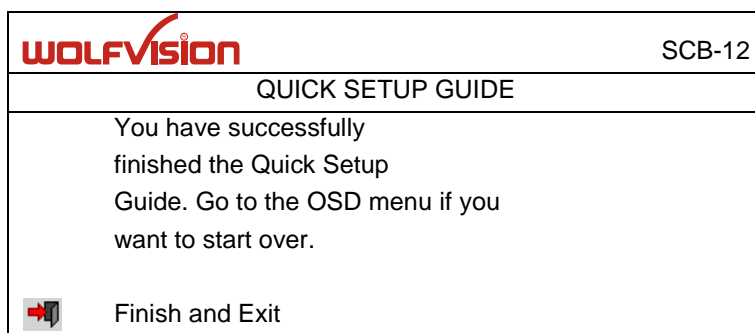 WOLFVISION
SCB-12
QUICK SETUP GUIDE
You have successfully
finished the Quick Setup
Guide. Go to the OSD menu if you
want to start over.
Finish and Exit